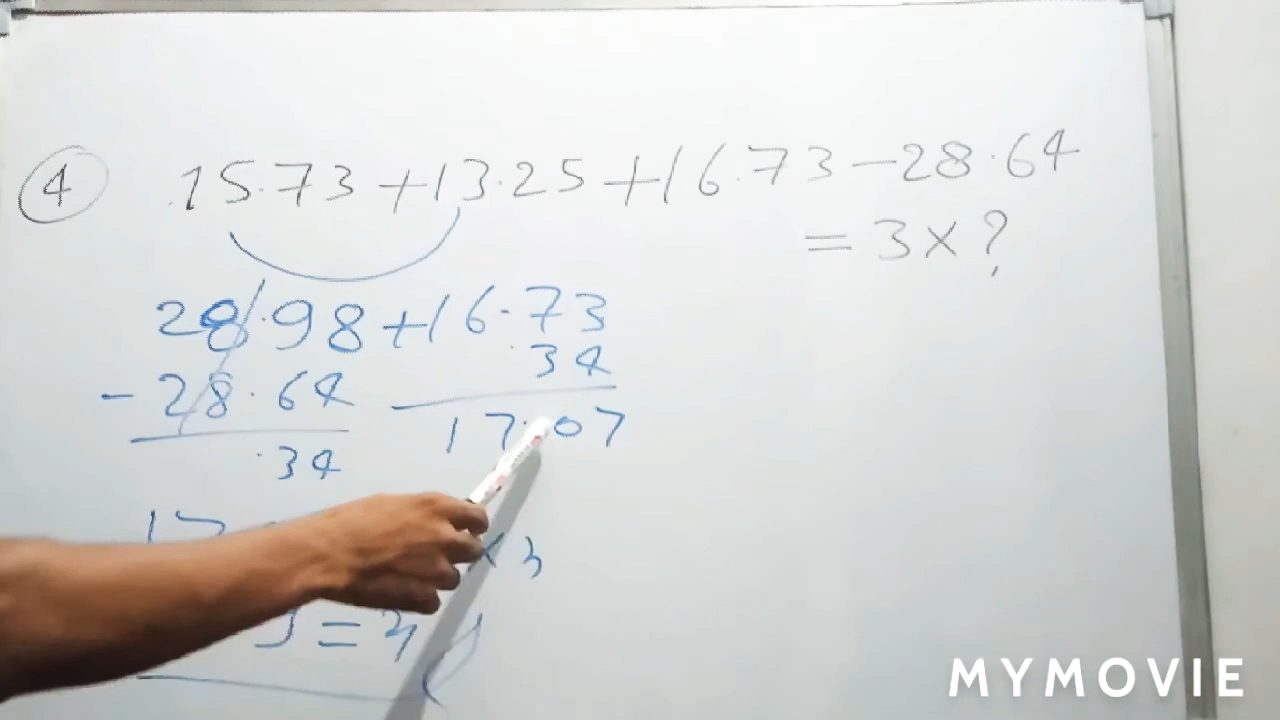 4 15.73 + 13.25 + 16.73 - 28.64
= 3 x ?
28.98 + 16.73
.34
- 28.64
17.07
.34
x 3
MYMOVIE